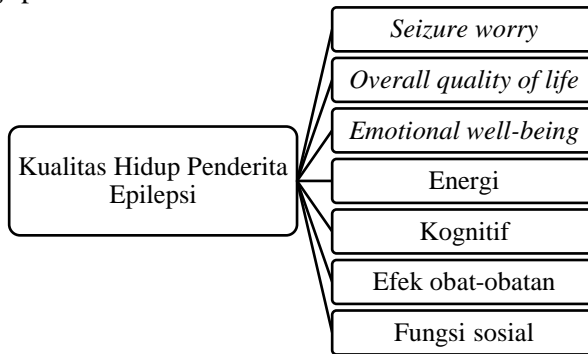 Kualitas Hidup Penderita
Epilepsi
Seizure worry
Overall quality of life
Emotional well-being
Energi
Kognitif
Efek obat-obatan
Fungsi sosial